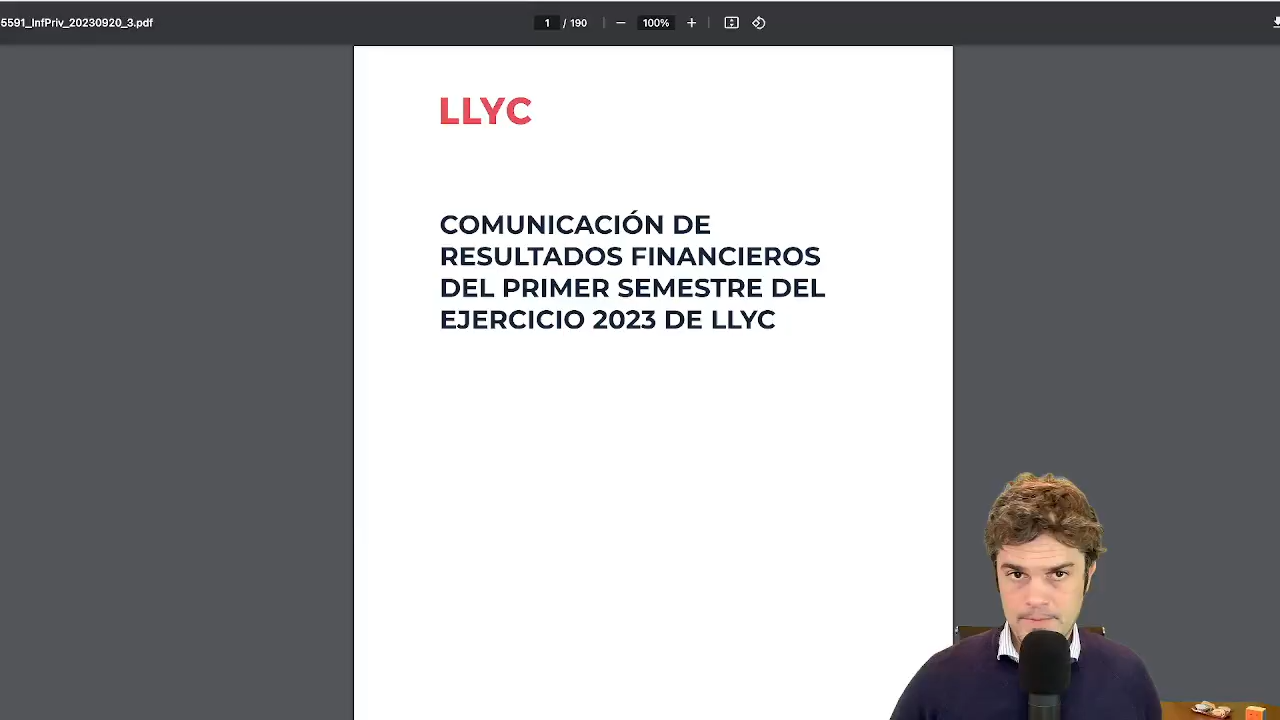 5591_InfPriv_20230920_3.pdf
1 / 190
100%
LLYC
COMUNICACIÓN DE
RESULTADOS FINANCIEROS
DEL PRIMER SEMESTRE DEL
EJERCICIO 2023 DE LLYC